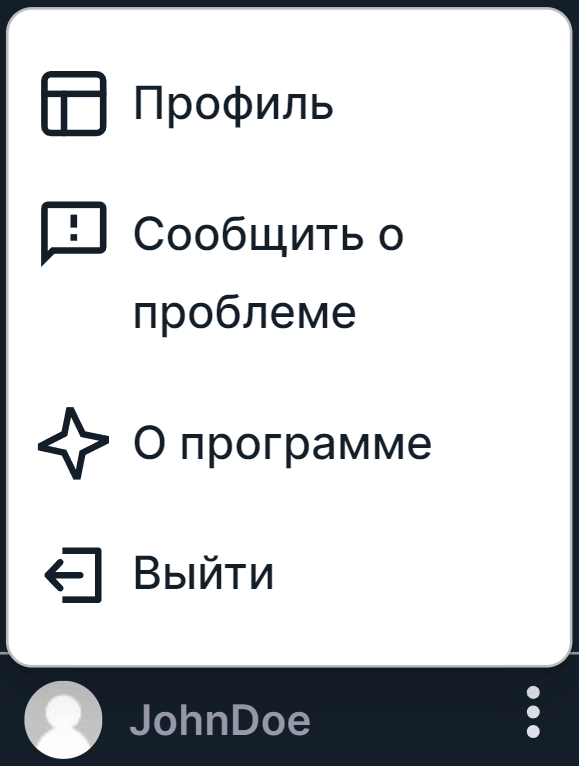 Профиль
Сообщить о
проблеме
О программе
Выйти
JohnDoe